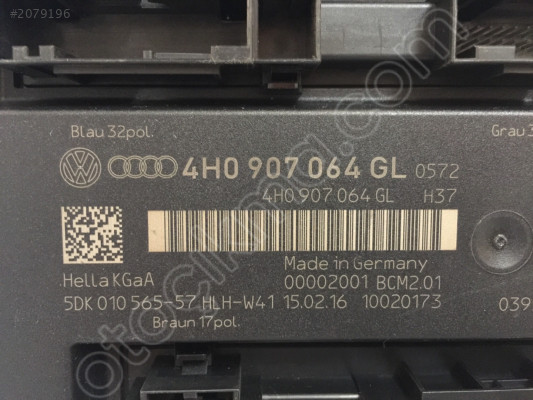 #2079196
Blau 32pol.
Grau 3
4H0 907 064 GL 0572
4H0 907 064 GL H37
Made in Germany
Hella KGaA
00002001 BCM2.01
5DK 010 565-57 HLH-W41 15.02.16 10020173
039
Braun 17pol.
otocikma.com